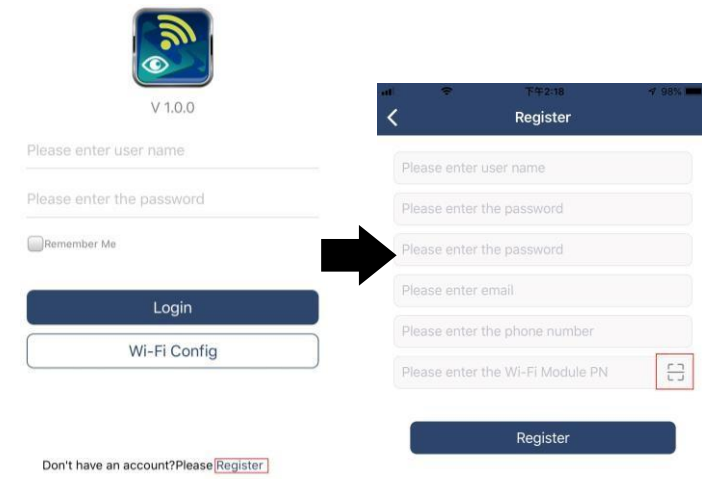 V 1.0.0
Please enter user name
Please enter the password
Remember Me
Login
Wi-Fi Config
Don't have an account?Please Register
下午2:18
98%
Register
Please enter user name
Please enter the password
Please enter the password
Please enter email
Please enter the phone number
Please enter the Wi-Fi Module PN
Register